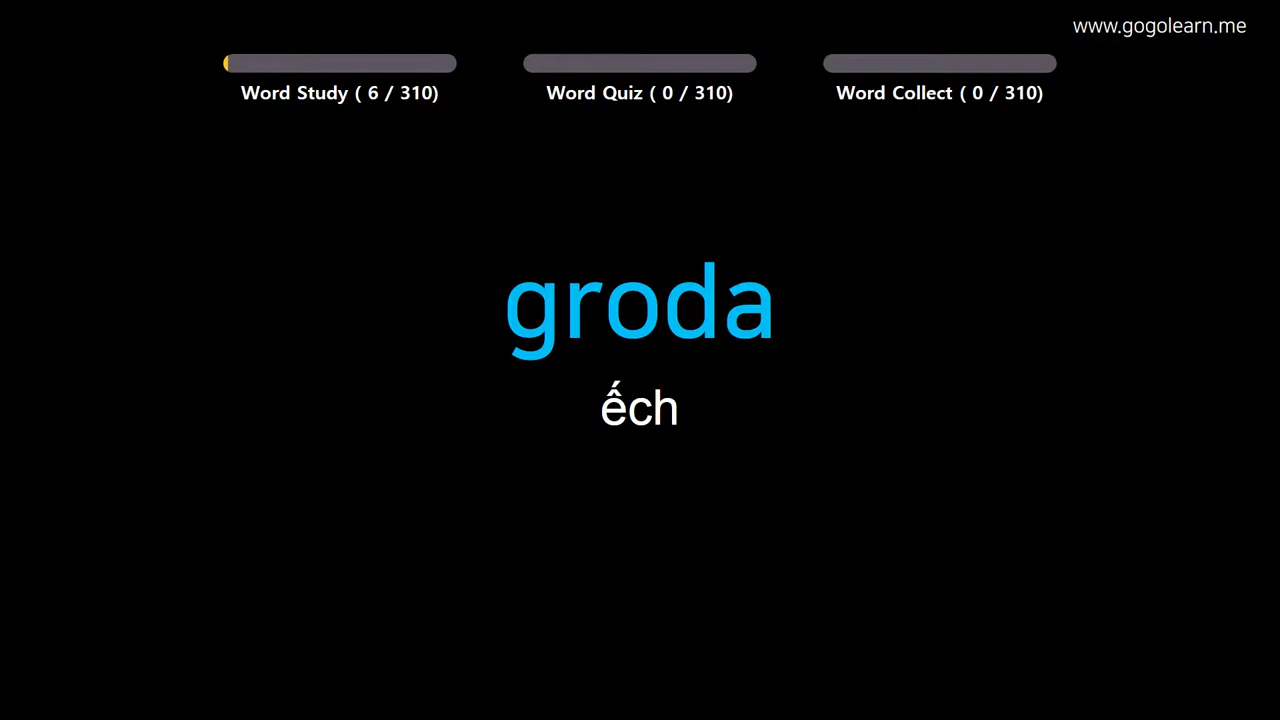 www.gogolearn.me
Word Study ( 6 / 310)
Word Quiz ( 0 / 310)
Word Collect ( 0 / 310)
groda
ếch